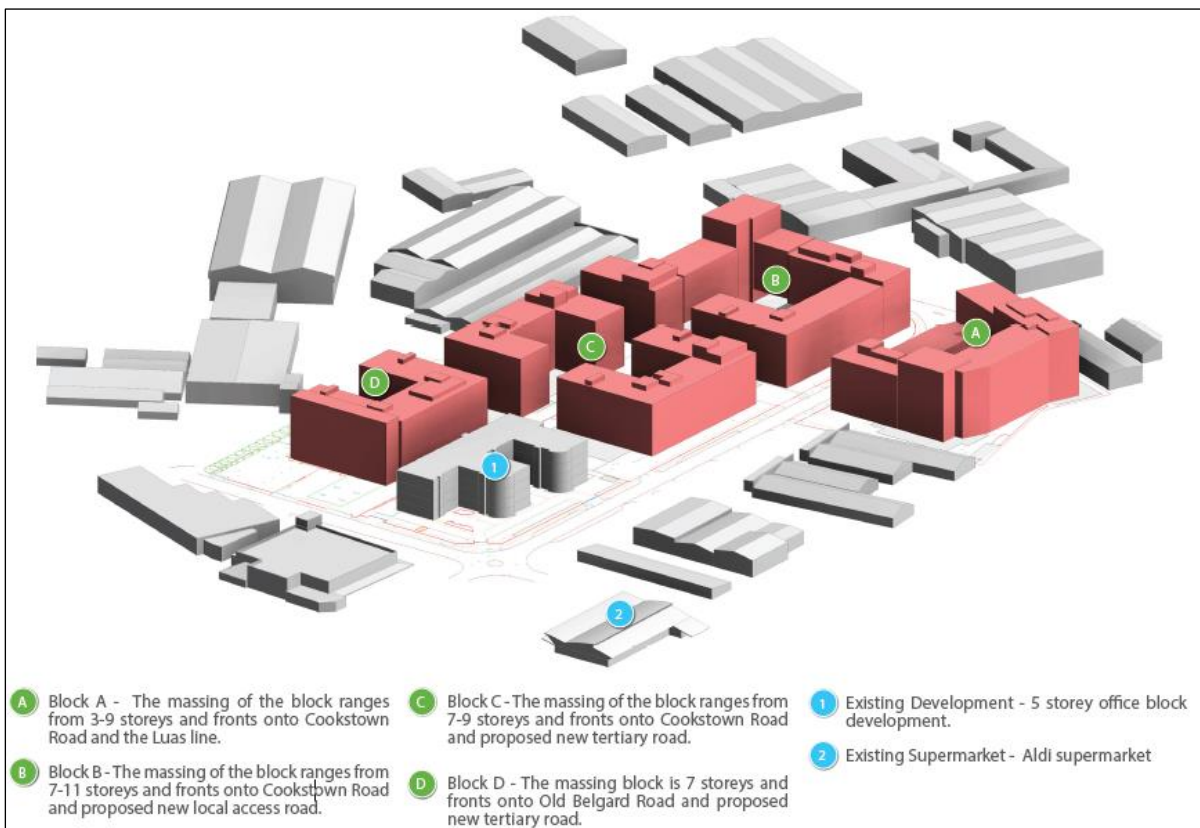 D
C
B
A
1
2
A Block A - The massing of the block ranges
from 3-9 storeys and fronts onto Cookstown
Road and the Luas line.
B Block B - The massing of the block ranges from
7-11 storeys and fronts onto Cookstown Road
and proposed new local access road.
C Block C - The massing of the block ranges from
7-9 storeys and fronts onto Cookstown Road
and proposed new tertiary road.
D Block D - The massing block is 7 storeys and
fronts onto Old Belgard Road and proposed
new tertiary road.
1 Existing Development - 5 storey office block
development.
2 Existing Supermarket - Aldi supermarket